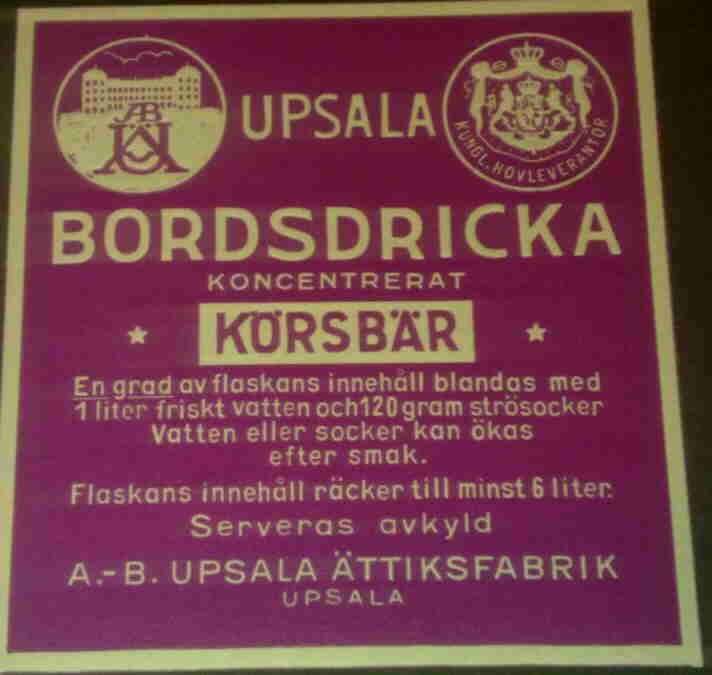 UPSALA
AB
UÄ
KUNGL. HOVLEVERANTÖR
BORDSDRICKA
KONCENTRERAT
KÖRSBÄR
En grad av flaskans innehåll blandas med
1 liter friskt vatten och 120 gram strösocker
Vatten eller socker kan ökas
efter smak.
Flaskans innehåll räcker till minst 6 liter.
Serveras avkyld
A.-B. UPSALA ÄTTIKSFABRIK
UPSALA